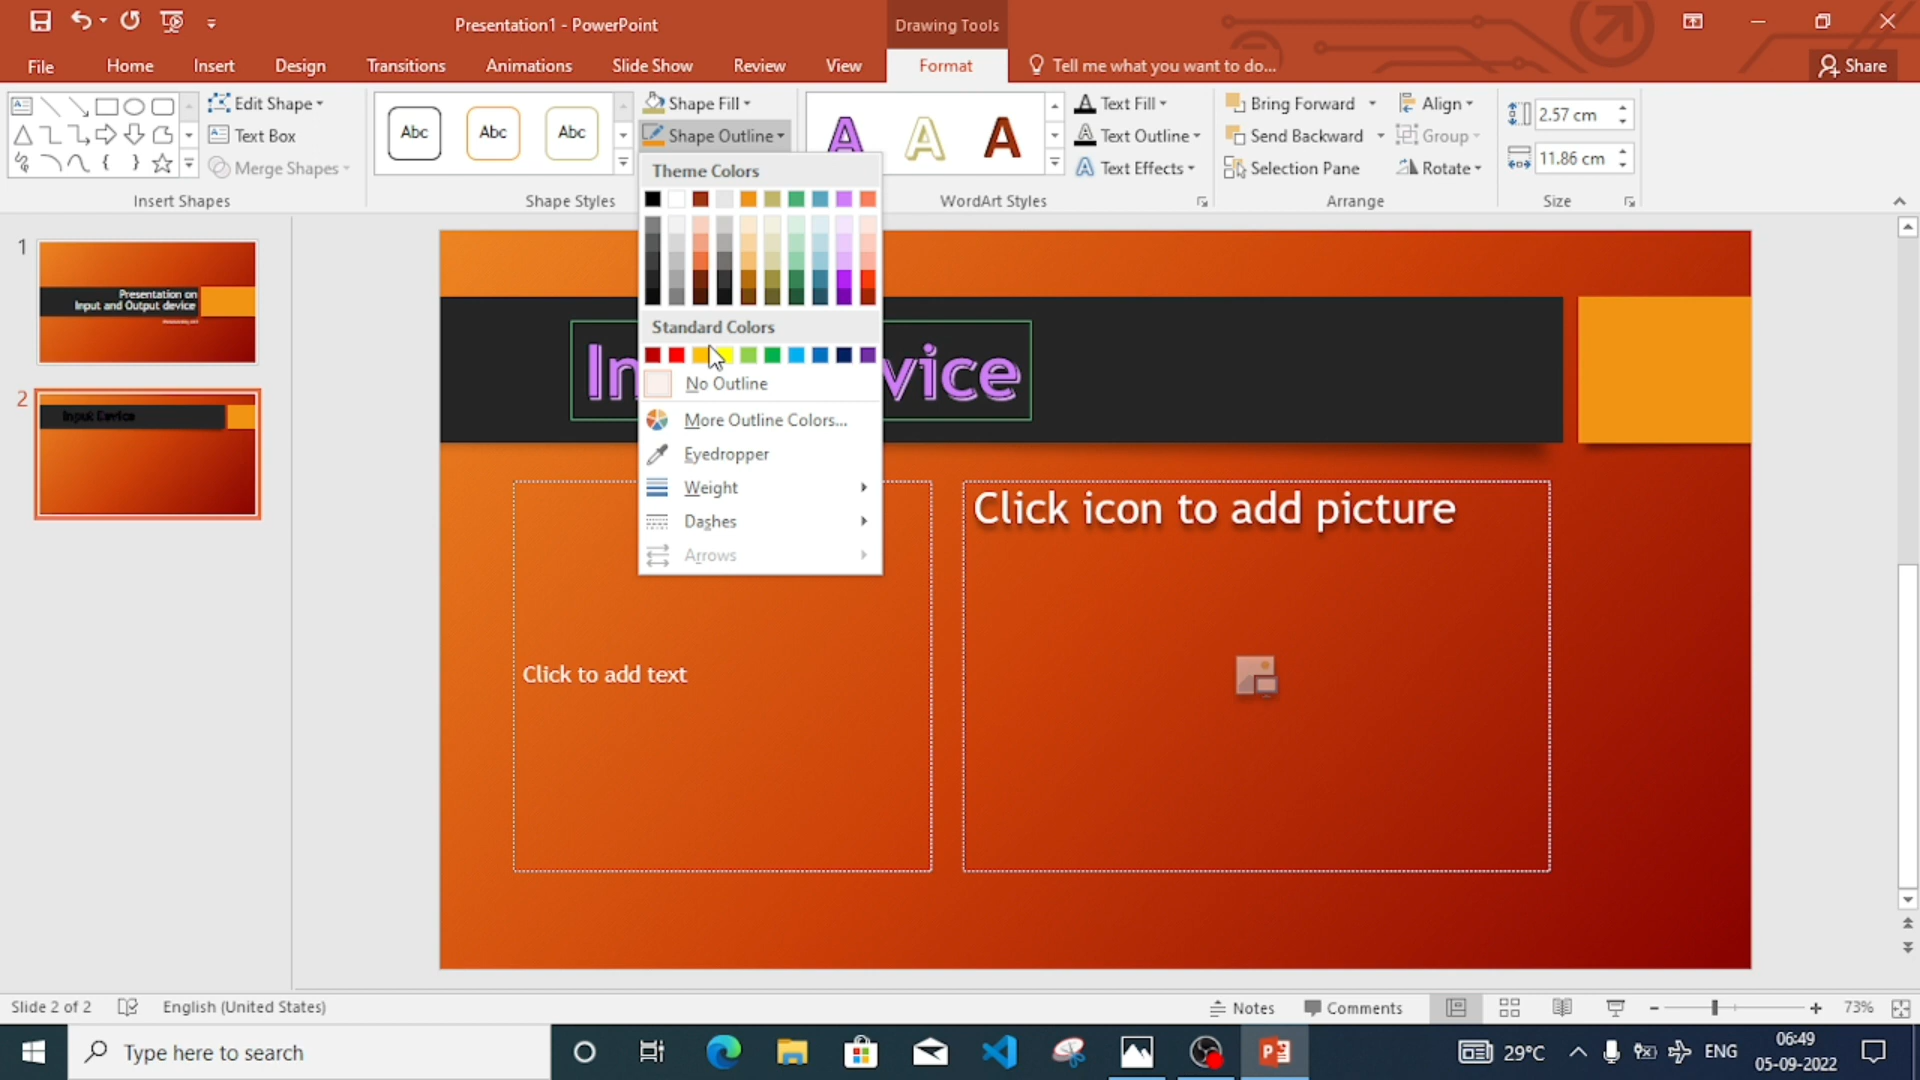 Presentation1 - PowerPoint
Drawing Tools
File
Home
Insert
Design
Transitions
Animations
Slide Show
Review
View
Format
Tell me what you want to do...
Share
Edit Shape
Text Box
Merge Shapes
Insert Shapes
Abc
Abc
Abc
Shape Styles
Shape Fill
Shape Outline
A
A
A
WordArt Styles
Text Fill
Text Outline
Text Effects
Bring Forward
Send Backward
Selection Pane
Align
Group
Rotate
Arrange
2.57 cm
11.86 cm
Size
Theme Colors
Standard Colors
No Outline
More Outline Colors...
Eyedropper
Weight
Dashes
Arrows
1
Presentation on
Input and Output device
2
Input Device
In
vice
Click to add text
Click icon to add picture
Slide 2 of 2
English (United States)
Notes
Comments
73%
Type here to search
29°C
ENG
06:49
05-09-2022